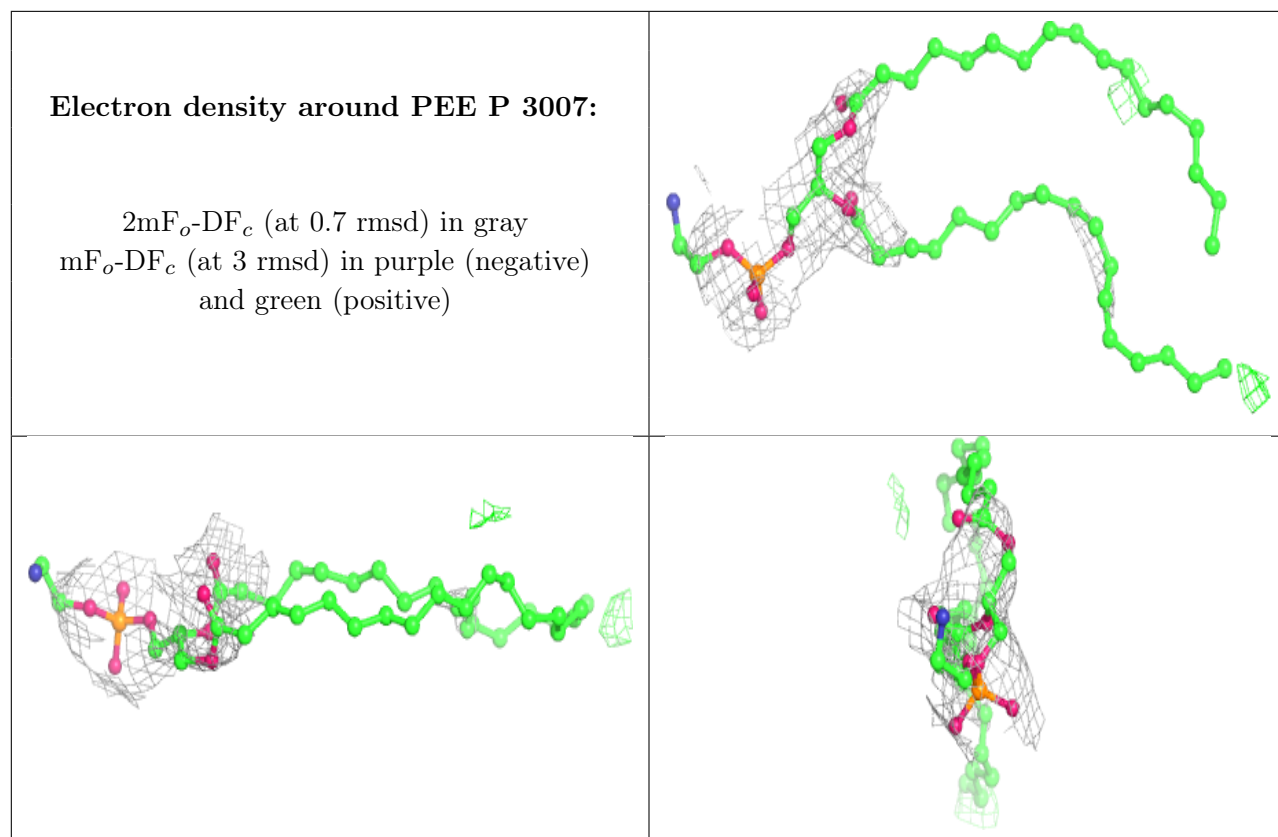 Electron density around PEE P 3007:
2mFo-DFc (at 0.7 rmsd) in gray
mFo-DFc (at 3 rmsd) in purple (negative)
and green (positive)